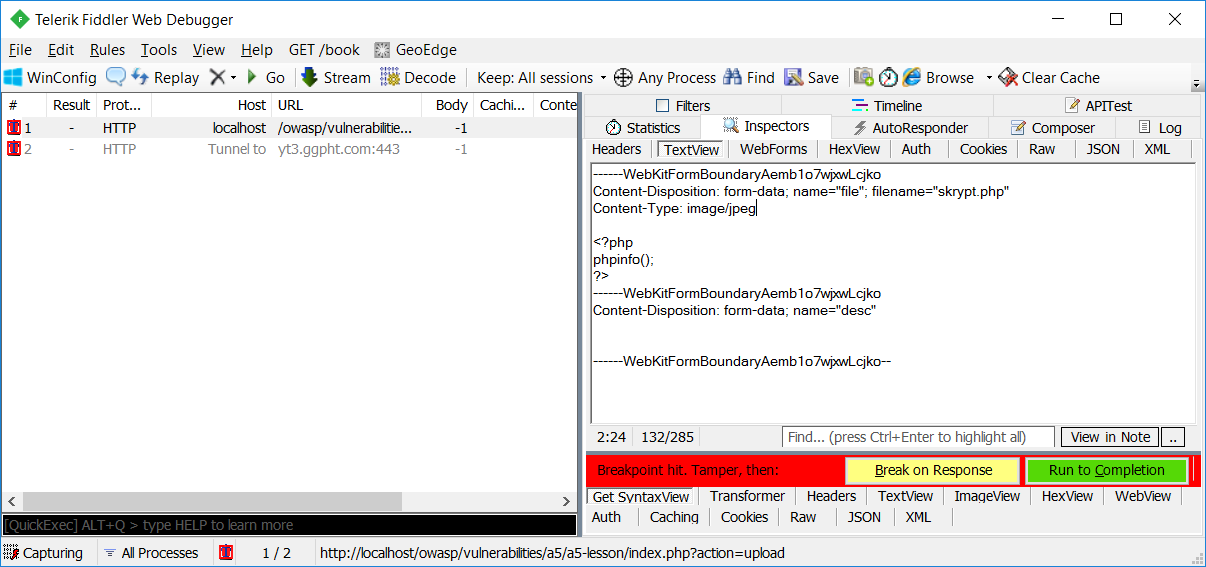 Telerik Fiddler Web Debugger
File Edit Rules Tools View Help GET /book GeoEdge
WinConfig Replay Go Stream Decode Keep: All sessions Any Process Find Save Browse Clear Cache
# Result Prot... Host URL Body Cachi... Conte
1 - HTTP localhost /owasp/vulnerabilitie... -1
2 - HTTP Tunnel to yt3.ggpht.com:443 -1
Filters Timeline APITest
Statistics Inspectors AutoResponder Composer Log
Headers TextView WebForms HexView Auth Cookies Raw JSON XML
------WebKitFormBoundaryAemb1o7wjxwLcjko
Content-Disposition: form-data; name="file"; filename="skrypt.php"
Content-Type: image/jpeg
<?php
phpinfo();
?>
------WebKitFormBoundaryAemb1o7wjxwLcjko
Content-Disposition: form-data; name="desc"
------WebKitFormBoundaryAemb1o7wjxwLcjko--
2:24 132/285 Find... (press Ctrl+Enter to highlight all) View in Note ..
Breakpoint hit. Tamper, then: Break on Response Run to Completion
Get SyntaxView Transformer Headers TextView ImageView HexView WebView
Auth Caching Cookies Raw JSON XML
[QuickExec] ALT+Q > type HELP to learn more
Capturing All Processes 1 / 2 http://localhost/owasp/vulnerabilities/a5/a5-lesson/index.php?action=upload